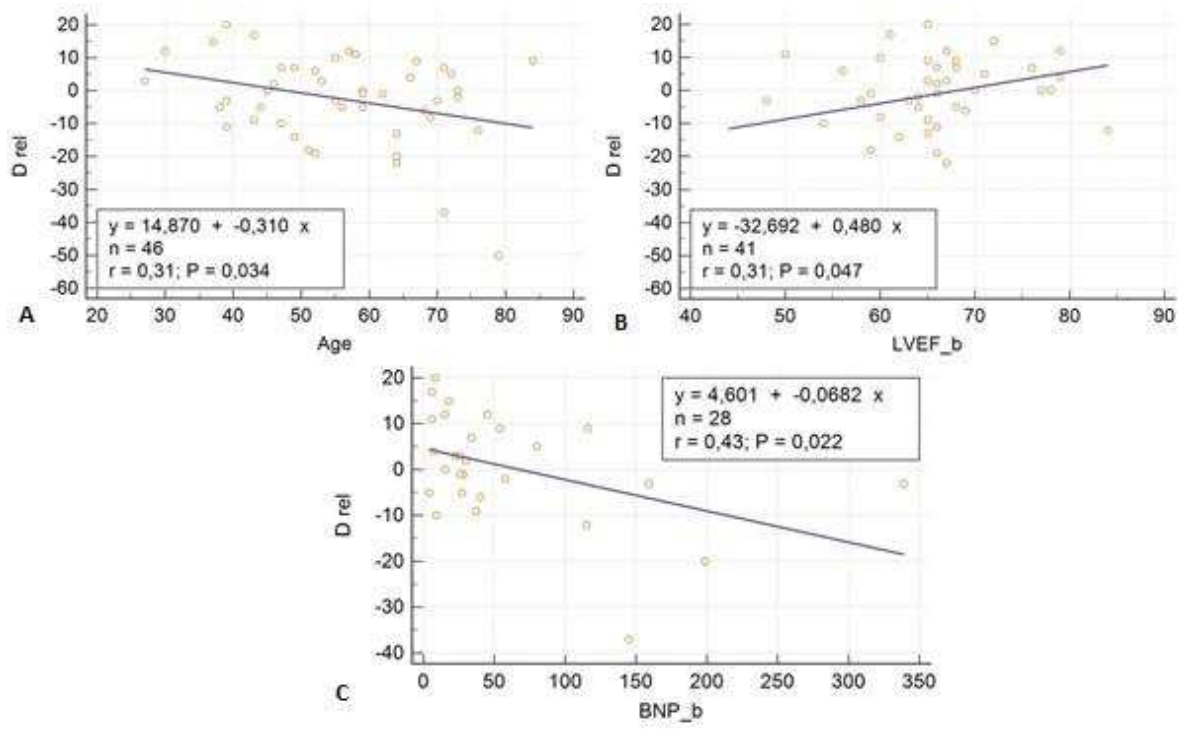 20
10
0
-10
-20
-30
-40
-50
-60
D rel
y = 14,870 + -0,310 x
n = 46
r = 0,31; P = 0,034
A
20 30 40 50 60 70 80 90
Age
20
10
0
-10
-20
-30
-40
-50
-60
D rel
y = -32,692 + 0,480 x
n = 41
r = 0,31; P = 0,047
B
40 50 60 70 80 90
LVEF_b
20
10
0
-10
-20
-30
-40
D rel
y = 4,601 + -0,0682 x
n = 28
r = 0,43; P = 0,022
C
0 50 100 150 200 250 300 350
BNP_b